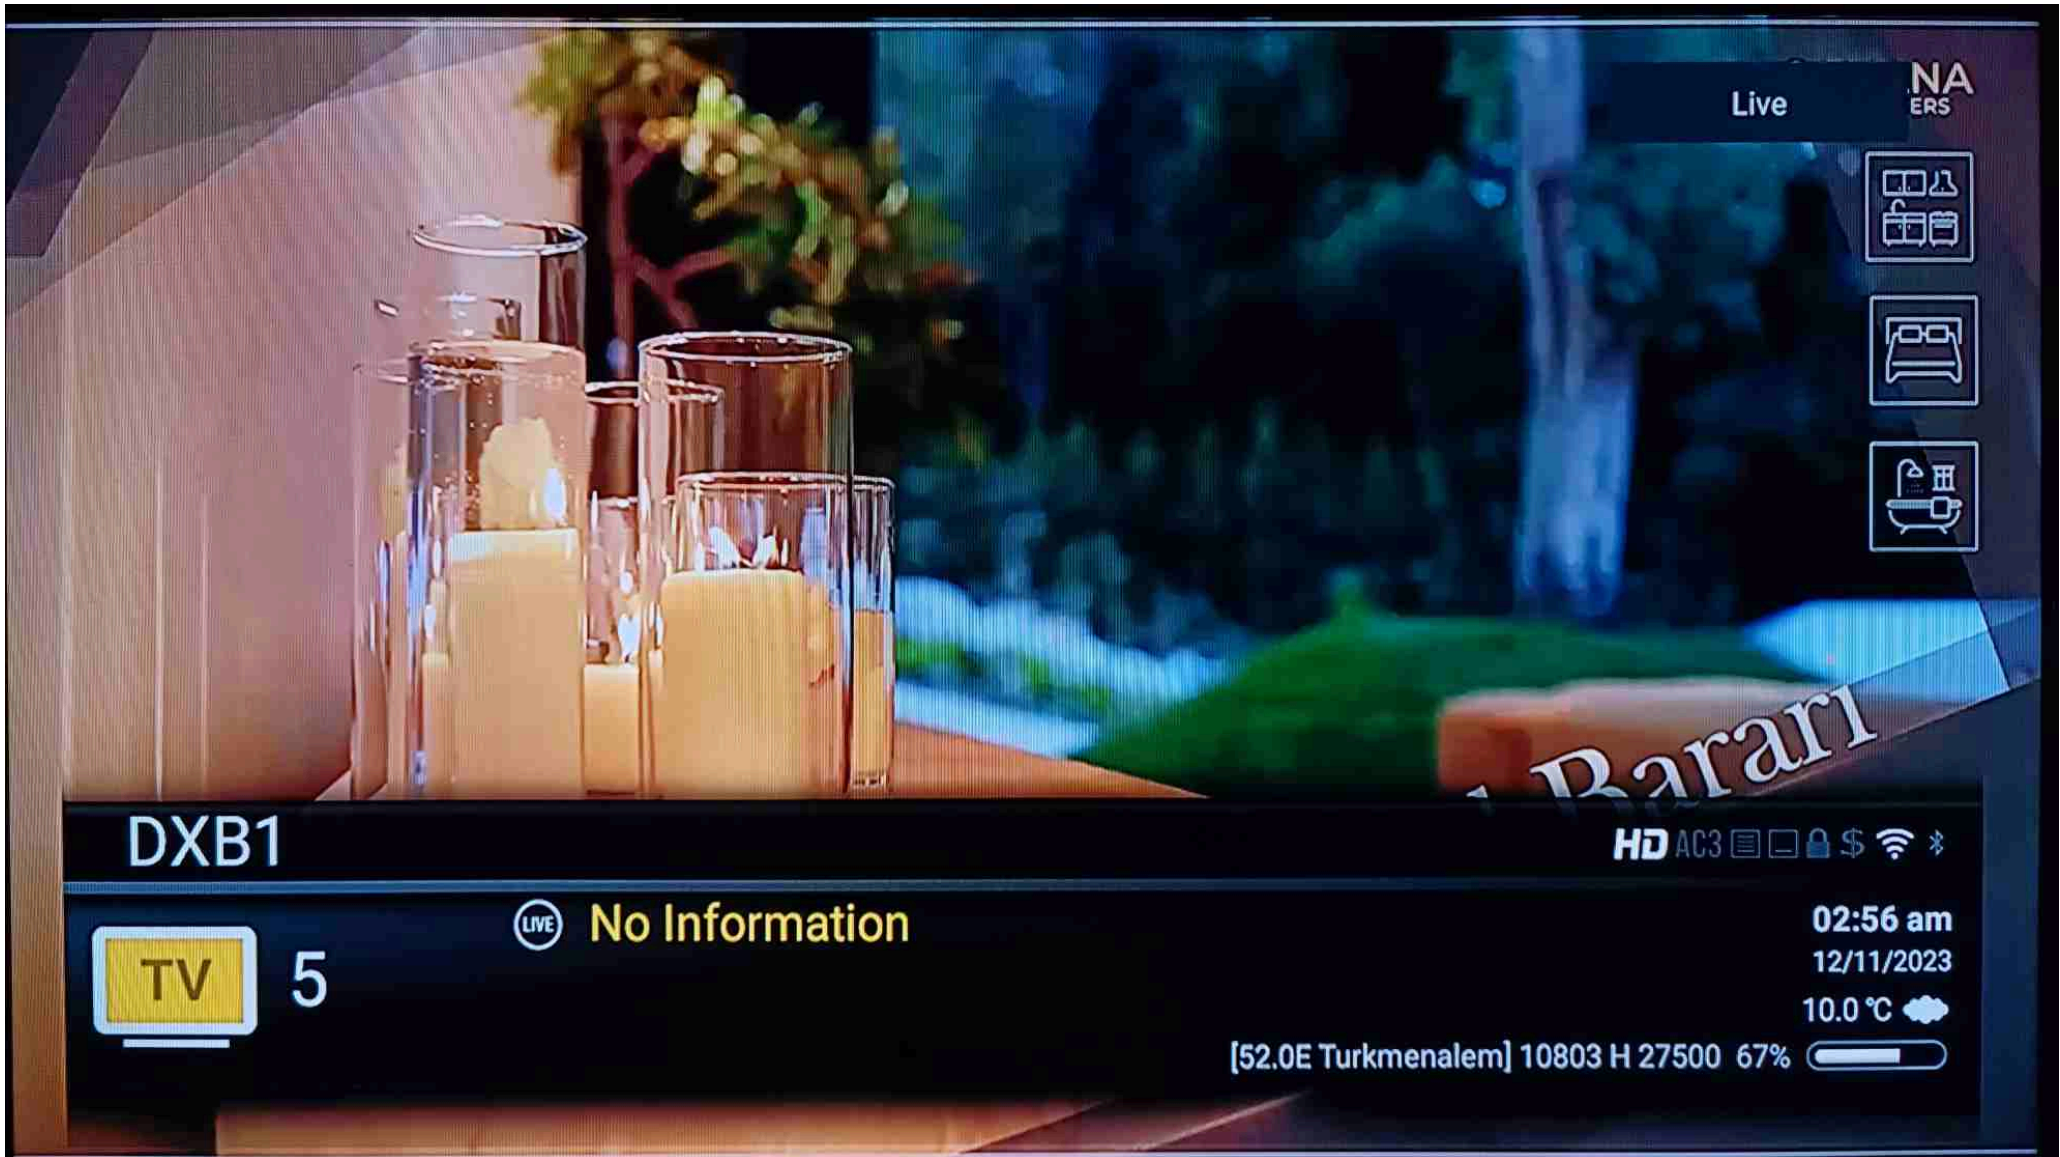 Live
NA
ERS
Barari
DXB1
HD AC3 $
LIVE No Information
TV 5
02:56 am
12/11/2023
10.0 °C
[52.0E Turkmenalem] 10803 H 27500 67%